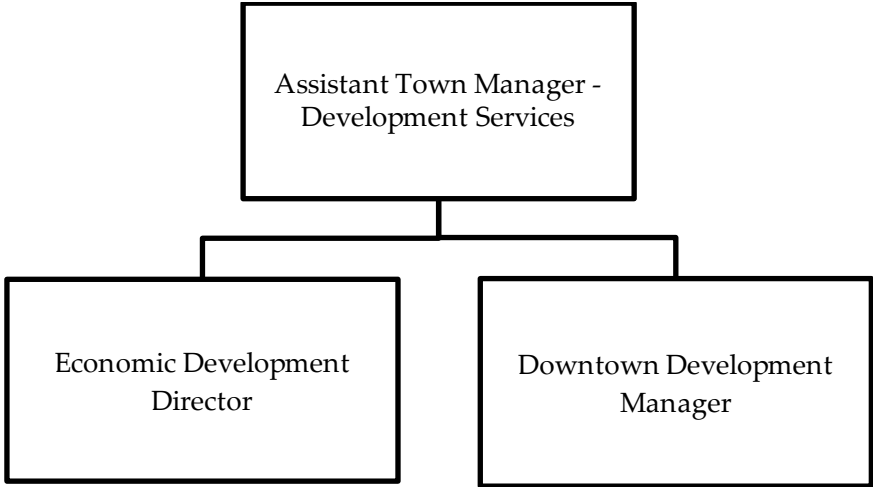 Assistant Town Manager -
Development Services
Economic Development
Director
Downtown Development
Manager